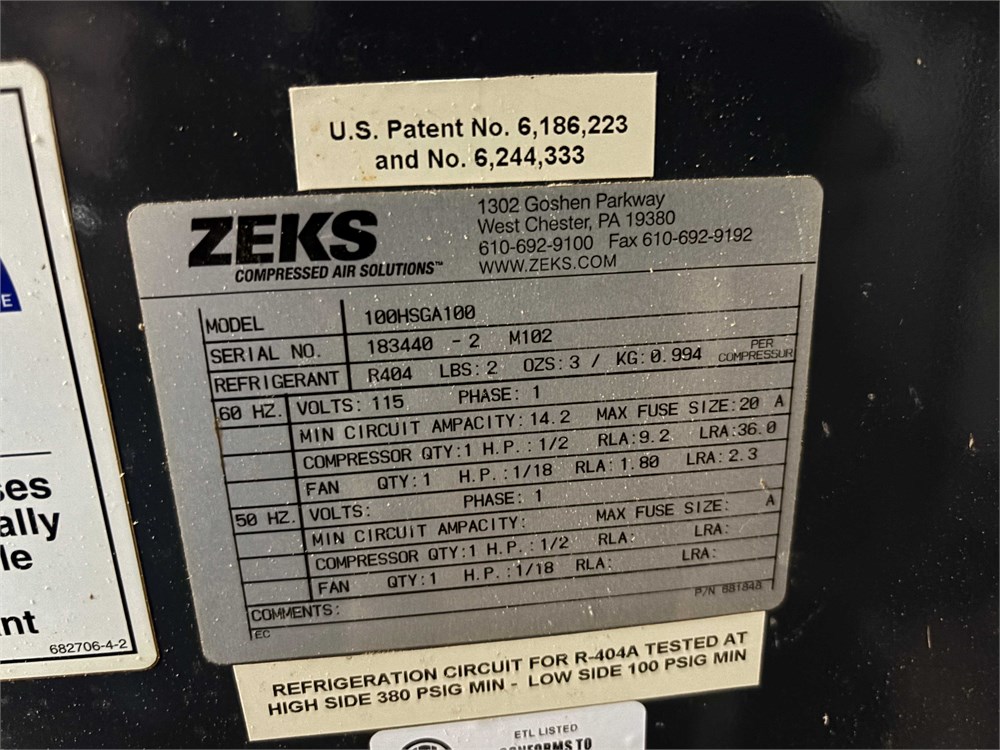 U.S. Patent No. 6,186,223
and No. 6,244,333
ZEKS
COMPRESSED AIR SOLUTIONS™
1302 Goshen Parkway
West Chester, PA 19380
610-692-9100 Fax 610-692-9192
WWW.ZEKS.COM
MODEL 100HSGA100
SERIAL NO. 183440 -2 M102
REFRIGERANT R404 LBS: 2 OZS: 3 / KG: 0.994 PER COMPRESSUR
60 HZ. VOLTS: 115 PHASE: 1
MIN CIRCUIT AMPACITY: 14.2 MAX FUSE SIZE: 20 A
COMPRESSOR QTY: 1 H.P.: 1/2 RLA: 9.2 LRA: 36.0
FAN QTY: 1 H.P.: 1/18 RLA: 1.80 LRA: 2.3
50 HZ. VOLTS: PHASE: 1
MIN CIRCUIT AMPACITY: MAX FUSE SIZE: A
COMPRESSOR QTY: 1 H.P.: 1/2 RLA: LRA:
FAN QTY: 1 H.P.: 1/18 RLA: LRA:
COMMENTS: P/N 681848
EC
REFRIGERATION CIRCUIT FOR R-404A TESTED AT
HIGH SIDE 380 PSIG MIN - LOW SIDE 100 PSIG MIN
ETL LISTED
CONFORMS TO
E
es
ally
le
nt
682706-4-2